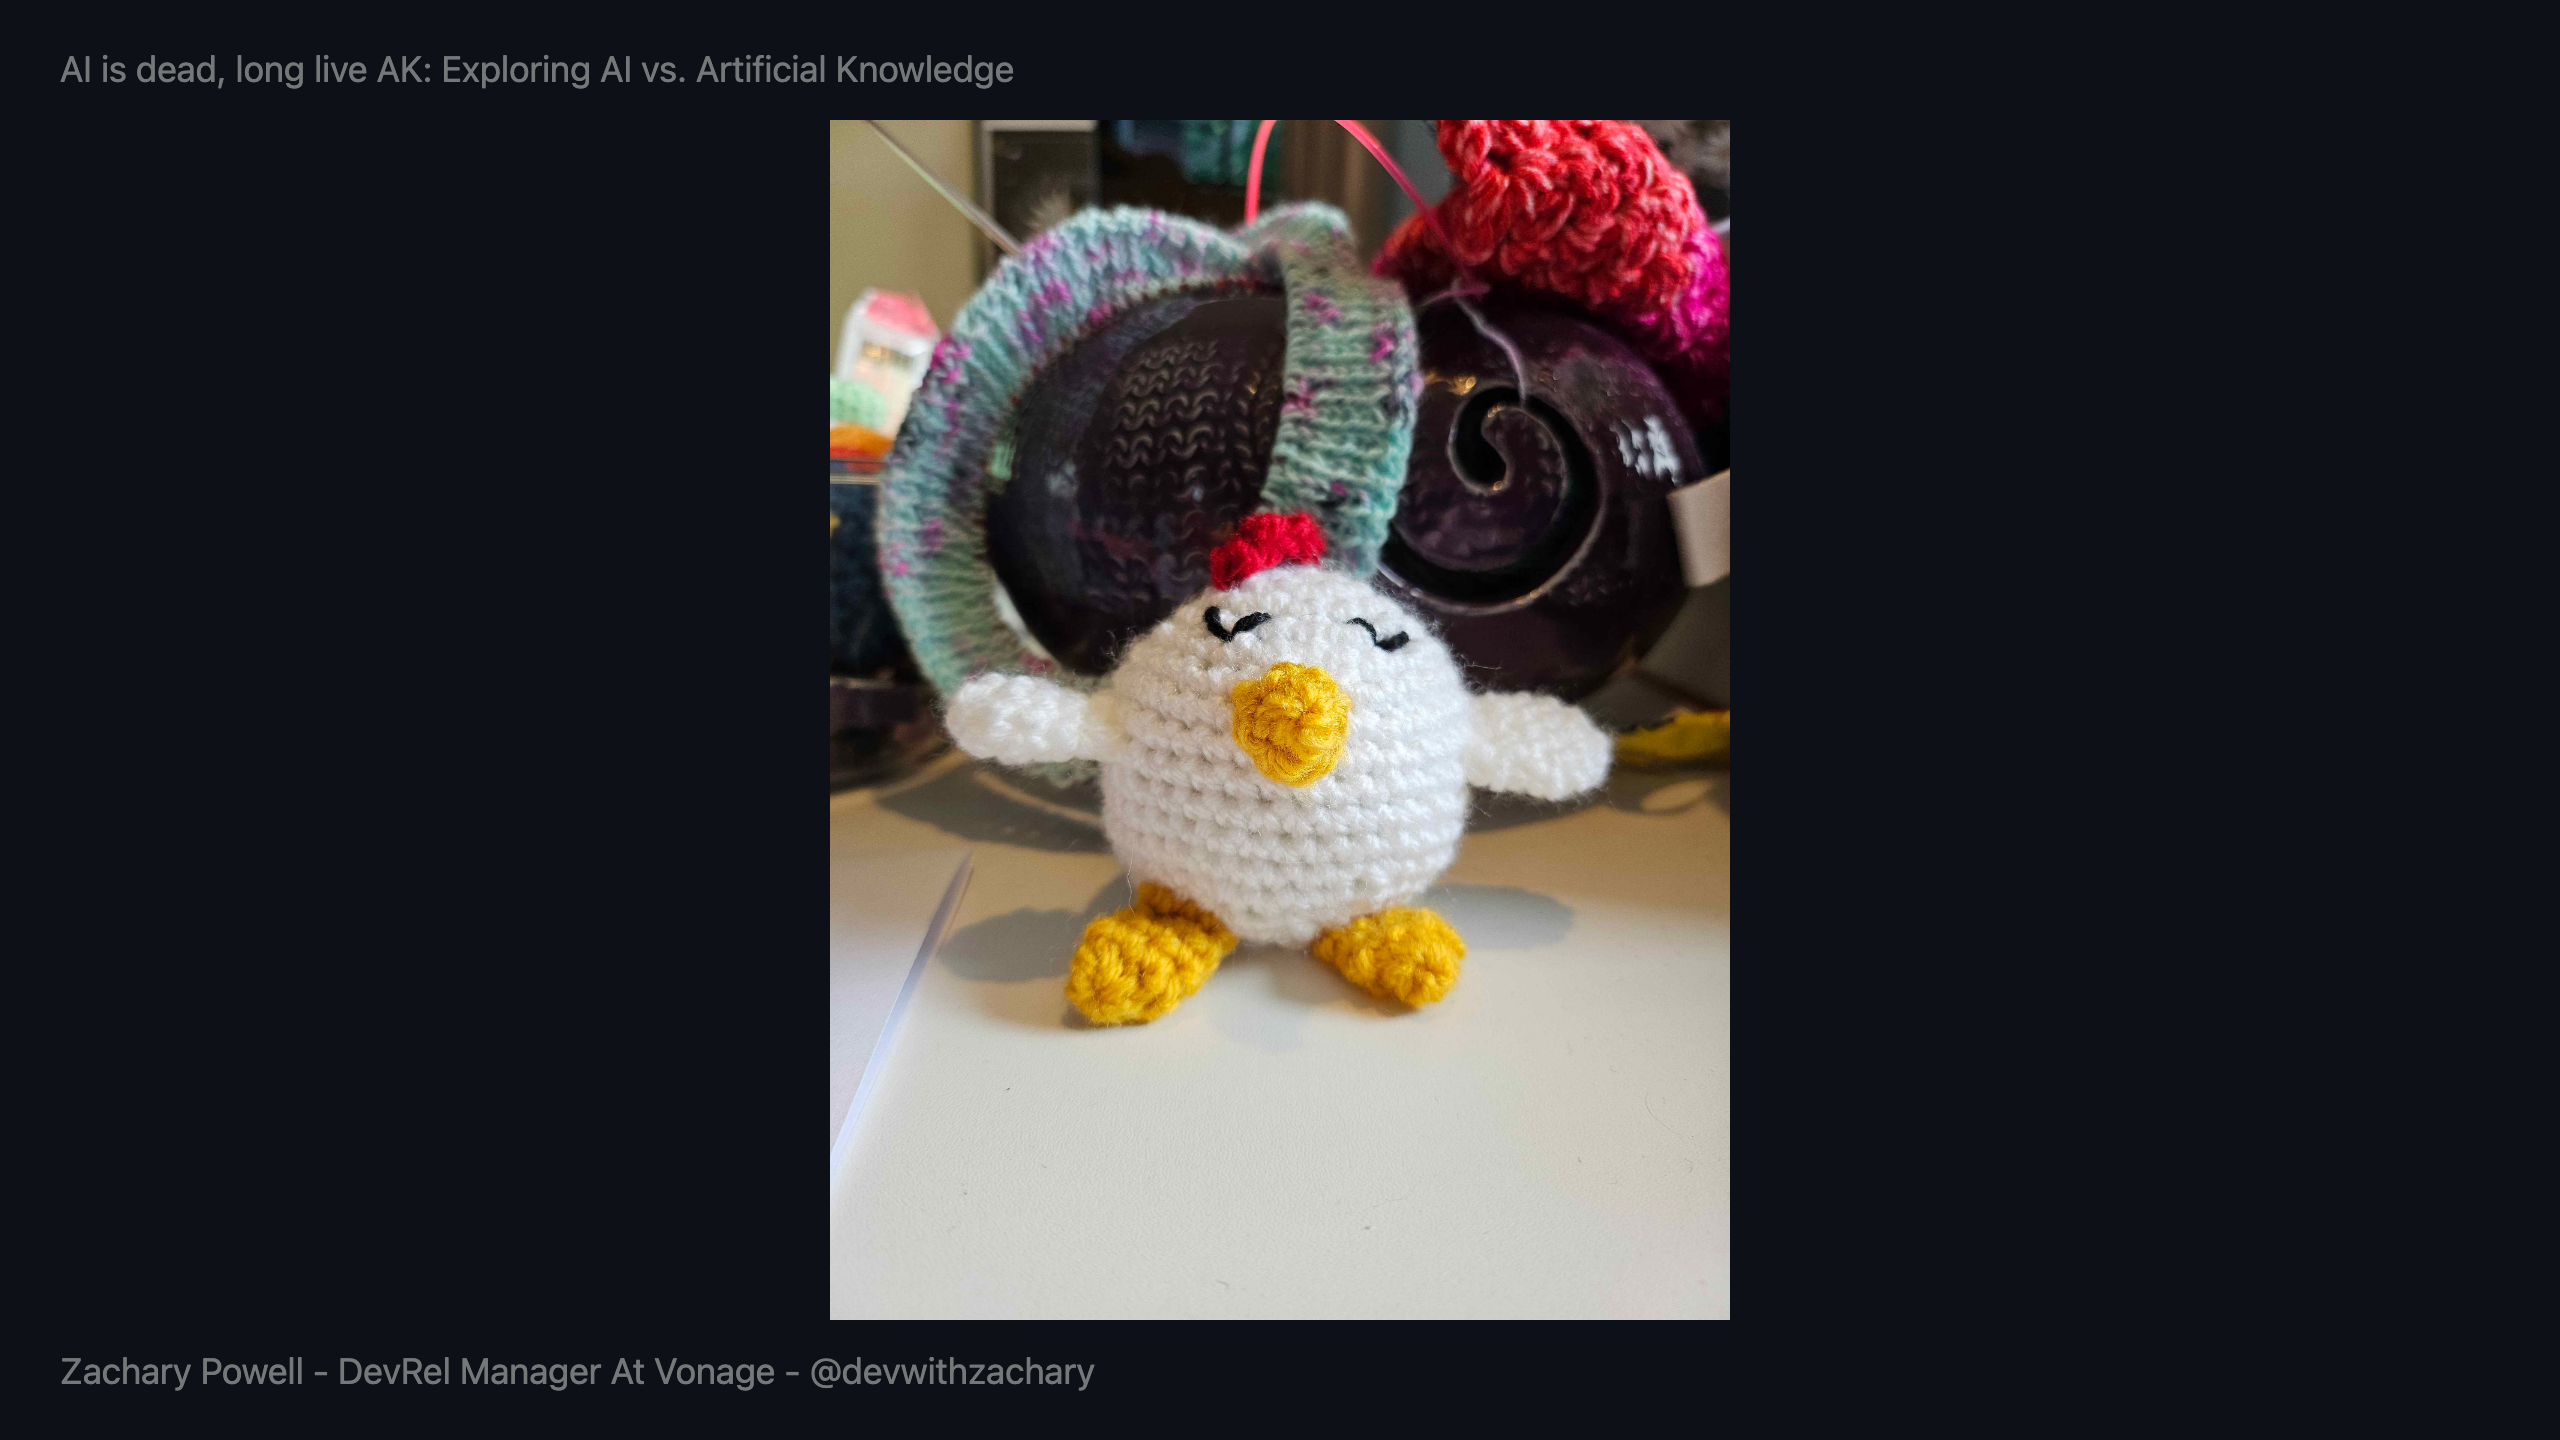 AI is dead, long live AK: Exploring AI vs. Artificial Knowledge
Zachary Powell - DevRel Manager At Vonage - @devwithzachary